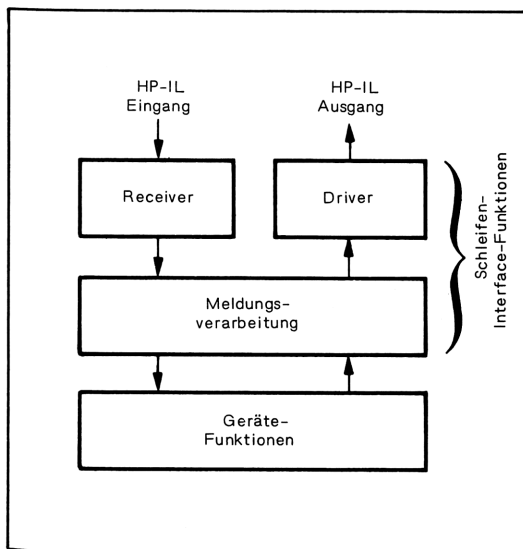 HP-IL
Eingang
HP-IL
Ausgang
Receiver
Driver
Meldungs-
verarbeitung
Geräte-
Funktionen
Schleifen-
Interface-Funktionen